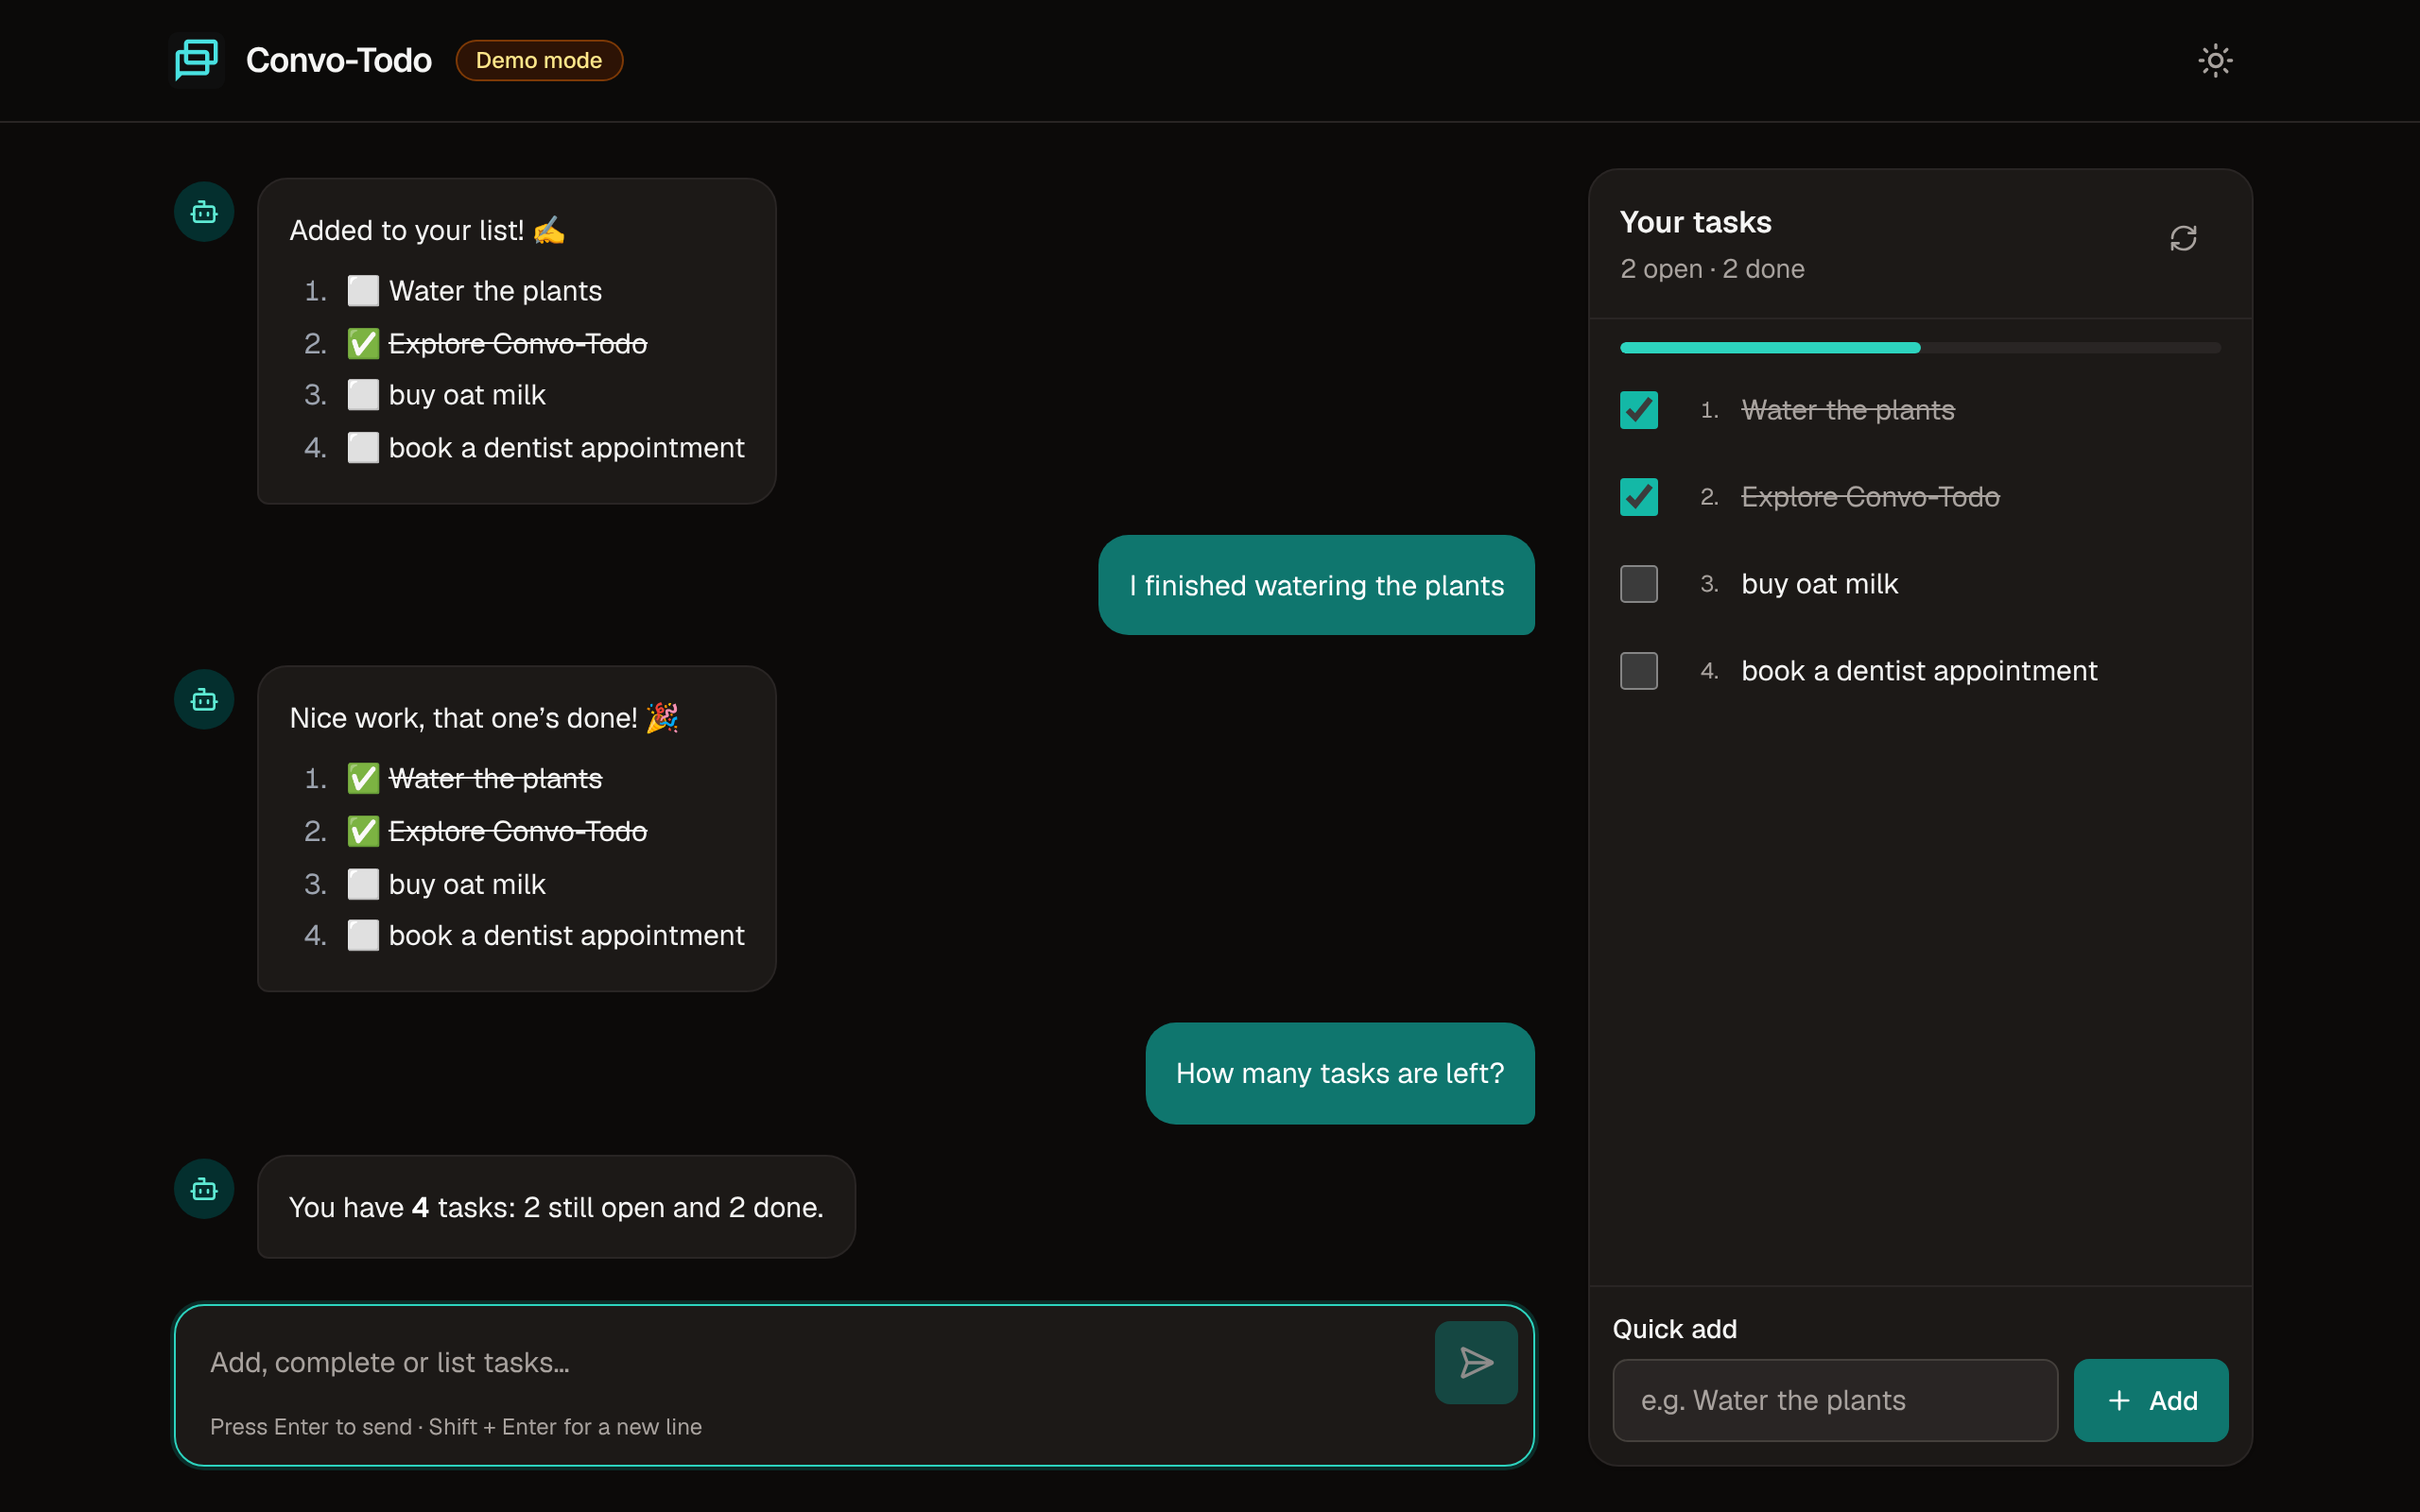 Convo-Todo
Demo mode
Added to your list! ✍️
1. ⬜ Water the plants
2. ✅ Explore Convo-Todo
3. ⬜ buy oat milk
4. ⬜ book a dentist appointment
I finished watering the plants
Nice work, that one’s done! 🎉
1. ✅ Water the plants
2. ✅ Explore Convo-Todo
3. ⬜ buy oat milk
4. ⬜ book a dentist appointment
How many tasks are left?
You have 4 tasks: 2 still open and 2 done.
Add, complete or list tasks…
Press Enter to send · Shift + Enter for a new line
Your tasks
2 open · 2 done
1. Water the plants
2. Explore Convo-Todo
3. buy oat milk
4. book a dentist appointment
Quick add
e.g. Water the plants
Add